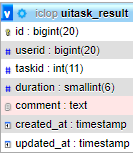 v iclop uitask_result
id : bigint(20)
userid : bigint(20)
taskid : int(11)
duration : smallint(6)
comment : text
created_at : timestamp
updated_at : timestamp